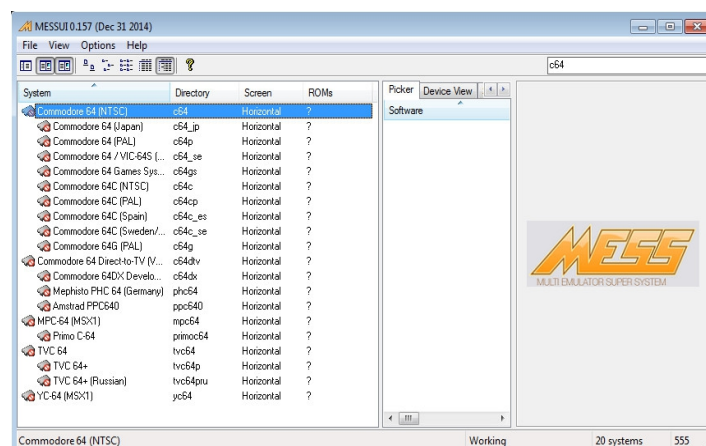 MESSUI 0.157 (Dec 31 2014)
File View Options Help
c64
System Directory Screen ROMs
Commodore 64 (NTSC) c64 Horizontal ?
Commodore 64 (Japan) c64_jp Horizontal ?
Commodore 64 (PAL) c64p Horizontal ?
Commodore 64 / VIC-64S (... c64_se Horizontal ?
Commodore 64 Games Sys... c64gs Horizontal ?
Commodore 64C (NTSC) c64c Horizontal ?
Commodore 64C (PAL) c64cp Horizontal ?
Commodore 64C (Spain) c64c_es Horizontal ?
Commodore 64C (Sweden/... c64c_se Horizontal ?
Commodore 64G (PAL) c64g Horizontal ?
Commodore 64 Direct-to-TV (V... c64dtv Horizontal ?
Commodore 64DX Develo... c64dx Horizontal ?
Mephisto PHC 64 (Germany) phc64 Horizontal ?
Amstrad PPC640 ppc640 Horizontal ?
MPC-64 (MSX1) mpc64 Horizontal ?
Primo C-64 primoc64 Horizontal ?
TVC 64 tvc64 Horizontal ?
TVC 64+ tvc64p Horizontal ?
TVC 64+ (Russian) tvc64pru Horizontal ?
YC-64 (MSX1) yc64 Horizontal ?
Picker Device View
Software
MESS
MULTI EMULATOR SUPER SYSTEM
Commodore 64 (NTSC) Working 20 systems 555